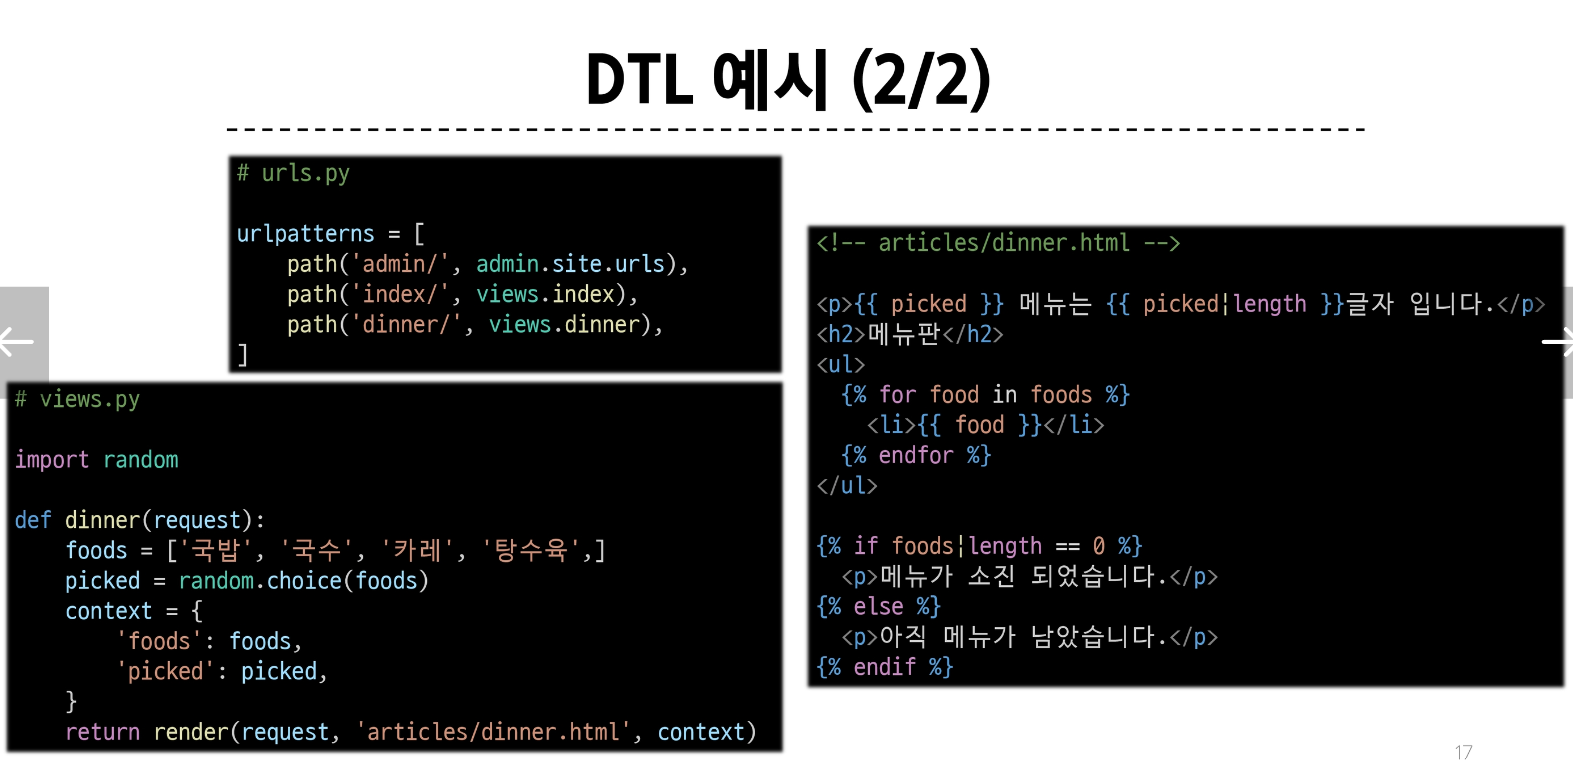 DTL 예시 (2/2)
# urls.py
urlpatterns = [
    path('admin/', admin.site.urls),
    path('index/', views.index),
    path('dinner/', views.dinner),
]
# views.py
import random
def dinner(request):
    foods = ['국밥', '국수', '카레', '탕수육',]
    picked = random.choice(foods)
    context = {
        'foods': foods,
        'picked': picked,
    }
    return render(request, 'articles/dinner.html', context)
<!-- articles/dinner.html -->
<p>{{ picked }} 메뉴는 {{ picked|length }}글자 입니다.</p>
<h2>메뉴판</h2>
<ul>
  {% for food in foods %}
    <li>{{ food }}</li>
  {% endfor %}
</ul>
{% if foods|length == 0 %}
  <p>메뉴가 소진 되었습니다.</p>
{% else %}
  <p>아직 메뉴가 남았습니다.</p>
{% endif %}
17